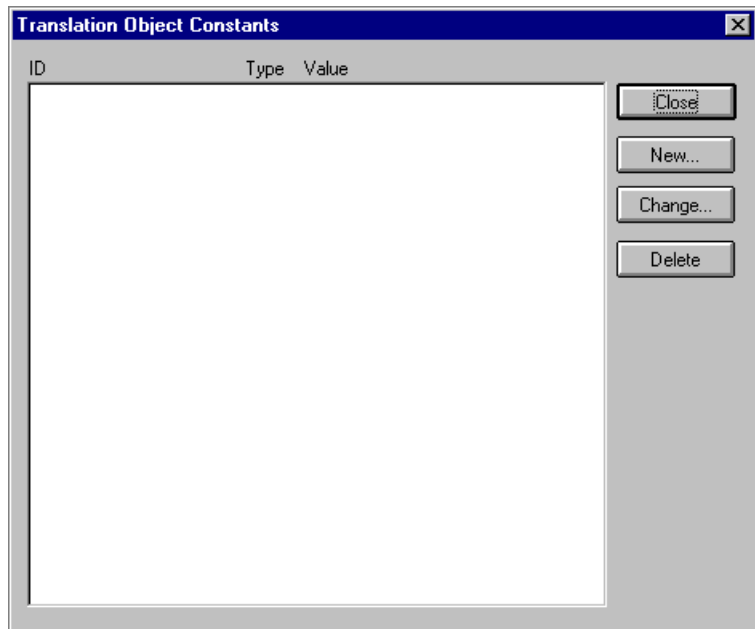 Translation Object Constants
ID Type Value
Close
New...
Change...
Delete